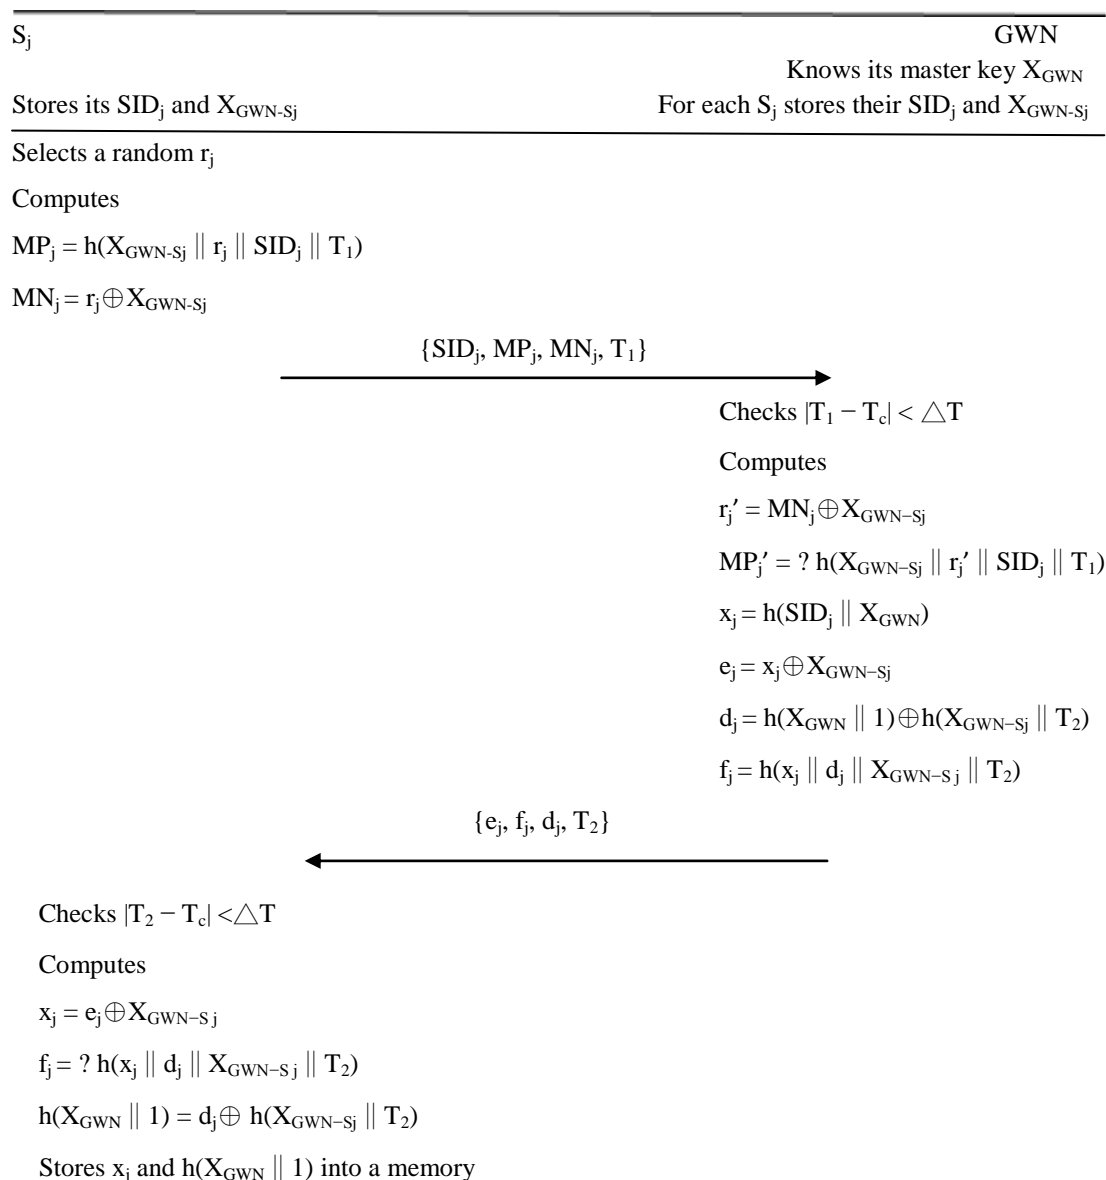 Sj GWN
Knows its master key XGWN
Stores its SIDj and XGWN-Sj For each Sj stores their SIDj and XGWN-Sj
Selects a random rj
Computes
MPj = h(XGWN-Sj || rj || SIDj || T1)
MNj = rj⊕XGWN-Sj
{SIDj, MPj, MNj, T1}
Checks |T1 − Tc| < △T
Computes
rj′ = MNj⊕XGWN−Sj
MPj′ = ? h(XGWN−Sj || rj′ || SIDj || T1)
xj = h(SIDj || XGWN)
ej = xj⊕XGWN−Sj
dj = h(XGWN || 1)⊕h(XGWN−Sj || T2)
fj = h(xj || dj || XGWN−S j || T2)
{ej, fj, dj, T2}
Checks |T2 − Tc| <△T
Computes
xj = ej⊕XGWN−S j
fj = ? h(xj || dj || XGWN−S j || T2)
h(XGWN || 1) = dj⊕ h(XGWN−Sj || T2)
Stores xj and h(XGWN || 1) into a memory